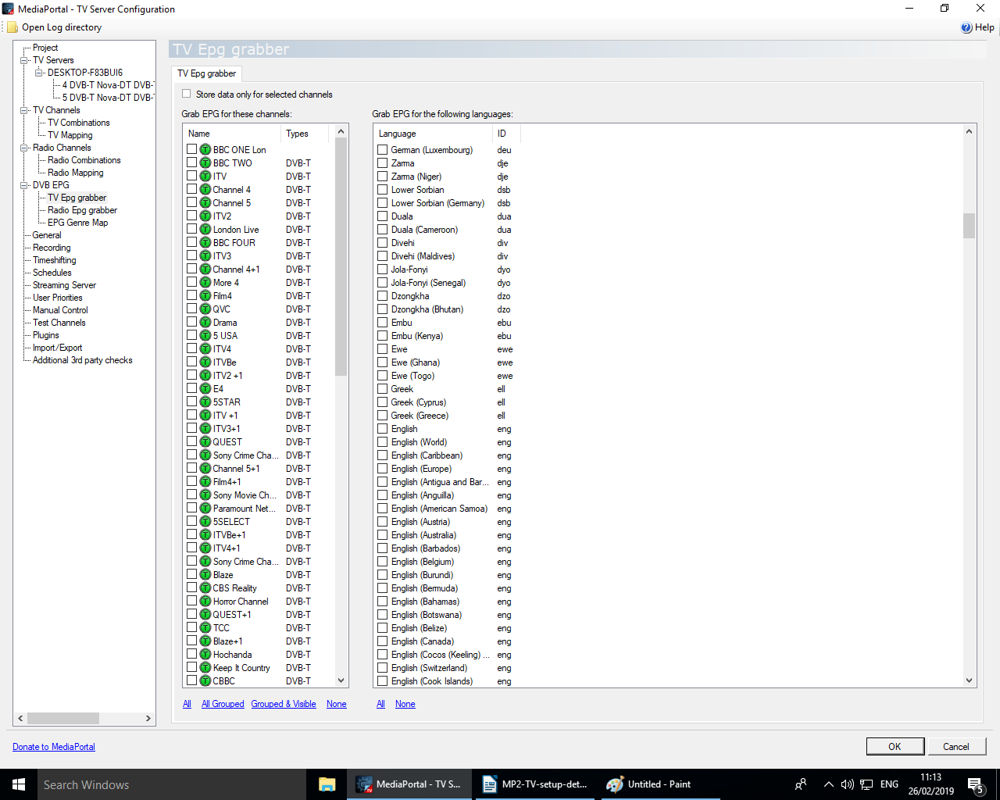 MediaPortal - TV Server Configuration
Open Log directory
Help
Project
TV Servers
DESKTOP-F83BUI6
4 DVB-T Nova-DT DVB-
5 DVB-T Nova-DT DVB-
TV Channels
TV Combinations
TV Mapping
Radio Channels
Radio Combinations
Radio Mapping
DVB EPG
TV Epg grabber
Radio Epg grabber
EPG Genre Map
General
Recording
Timeshifting
Schedules
Streaming Server
User Priorities
Manual Control
Test Channels
Plugins
Import/Export
Additional 3rd party checks
TV Epg grabber
TV Epg grabber
Store data only for selected channels
Grab EPG for these channels:
Name Types
BBC ONE Lon
BBC TWO DVB-T
ITV DVB-T
Channel 4 DVB-T
Channel 5 DVB-T
ITV2 DVB-T
London Live DVB-T
BBC FOUR DVB-T
ITV3 DVB-T
Channel 4+1 DVB-T
More 4 DVB-T
Film4 DVB-T
QVC DVB-T
Drama DVB-T
5 USA DVB-T
ITV4 DVB-T
ITVBe DVB-T
ITV2 +1 DVB-T
E4 DVB-T
5STAR DVB-T
ITV +1 DVB-T
ITV3+1 DVB-T
QUEST DVB-T
Sony Crime Cha... DVB-T
Channel 5+1 DVB-T
Film4+1 DVB-T
Sony Movie Ch... DVB-T
Paramount Net... DVB-T
5SELECT DVB-T
ITVBe+1 DVB-T
ITV4+1 DVB-T
Sony Crime Cha... DVB-T
Blaze DVB-T
CBS Reality DVB-T
Horror Channel DVB-T
QUEST+1 DVB-T
TCC DVB-T
Blaze+1 DVB-T
Hochanda DVB-T
Keep It Country DVB-T
CBBC DVB-T
All All Grouped Grouped & Visible None
Grab EPG for the following languages:
Language ID
German (Luxembourg) deu
Zarma dje
Zarma (Niger) dje
Lower Sorbian dsb
Lower Sorbian (Germany) dsb
Duala dua
Duala (Cameroon) dua
Divehi div
Divehi (Maldives) div
Jola-Fonyi dyo
Jola-Fonyi (Senegal) dyo
Dzongkha dzo
Dzongkha (Bhutan) dzo
Embu ebu
Embu (Kenya) ebu
Ewe ewe
Ewe (Ghana) ewe
Ewe (Togo) ewe
Greek ell
Greek (Cyprus) ell
Greek (Greece) ell
English eng
English (World) eng
English (Caribbean) eng
English (Europe) eng
English (Antigua and Bar... eng
English (Anguilla) eng
English (American Samoa) eng
English (Austria) eng
English (Australia) eng
English (Barbados) eng
English (Belgium) eng
English (Burundi) eng
English (Bermuda) eng
English (Bahamas) eng
English (Botswana) eng
English (Belize) eng
English (Canada) eng
English (Cocos (Keeling) ... eng
English (Switzerland) eng
English (Cook Islands) eng
All None
Donate to MediaPortal
OK Cancel
Search Windows
MediaPortal - TV S...
MP2-TV-setup-det...
Untitled - Paint
ENG
11:13
26/02/2019
5